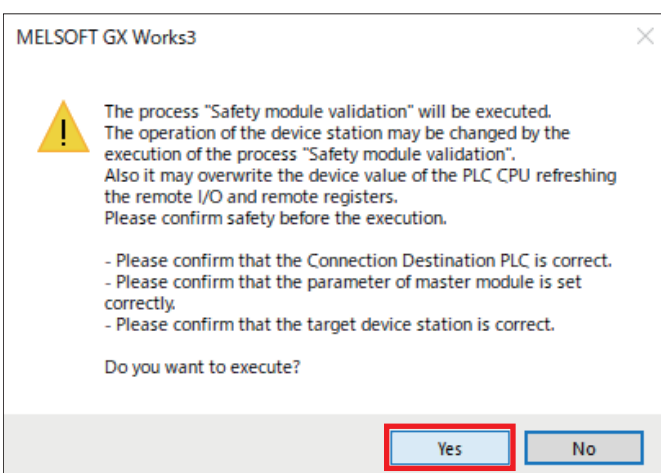 MELSOFT GX Works3
The process "Safety module validation" will be executed.
The operation of the device station may be changed by the
execution of the process "Safety module validation".
Also it may overwrite the device value of the PLC CPU refreshing
the remote I/O and remote registers.
Please confirm safety before the execution.
- Please confirm that the Connection Destination PLC is correct.
- Please confirm that the parameter of master module is set
correctly.
- Please confirm that the target device station is correct.
Do you want to execute?
Yes No